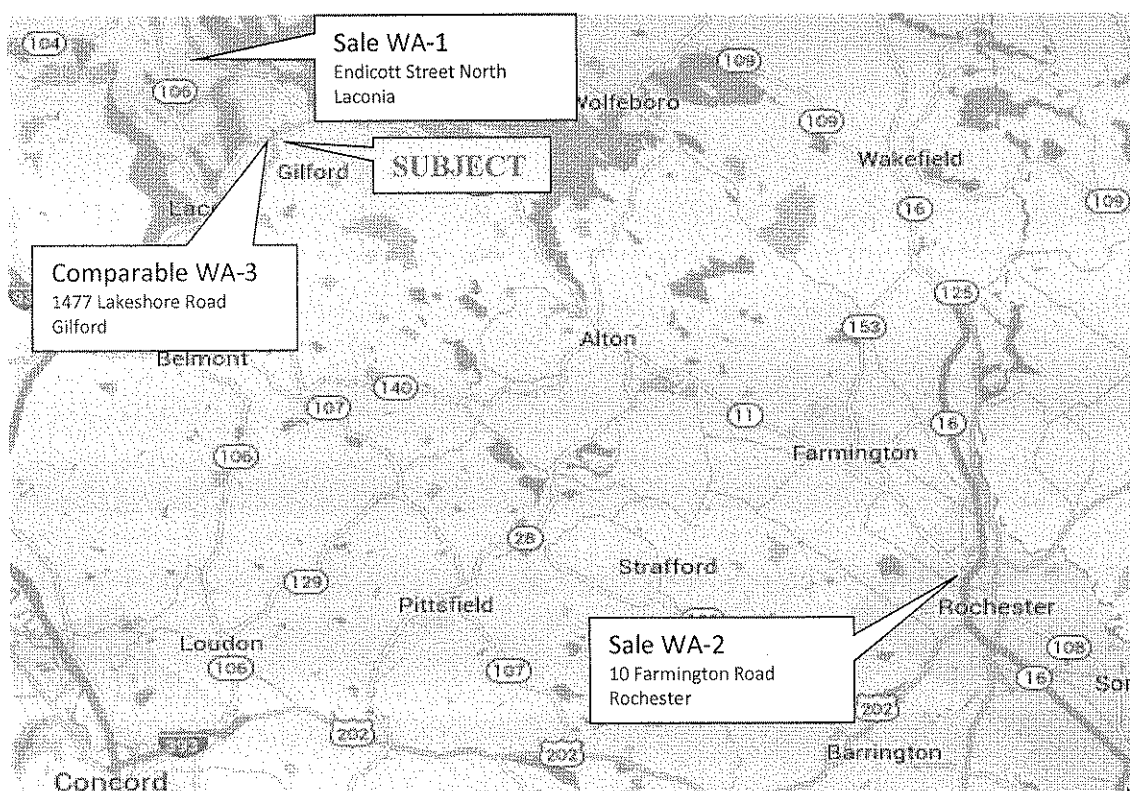 104
Sale WA-1
Endicott Street North
Laconia
109
106
Wolfeboro
109
Wakefield
SUBJECT
Gilford
16
109
Comparable WA-3
1477 Lakeshore Road
Gilford
125
153
Alton
Belmont
140
107
11
16
106
Farmington
28
Strafford
129
Pittsfield
Rochester
Loudon
106
107
Sale WA-2
10 Farmington Road
Rochester
108
16
202
202
202
Barrington
Concord